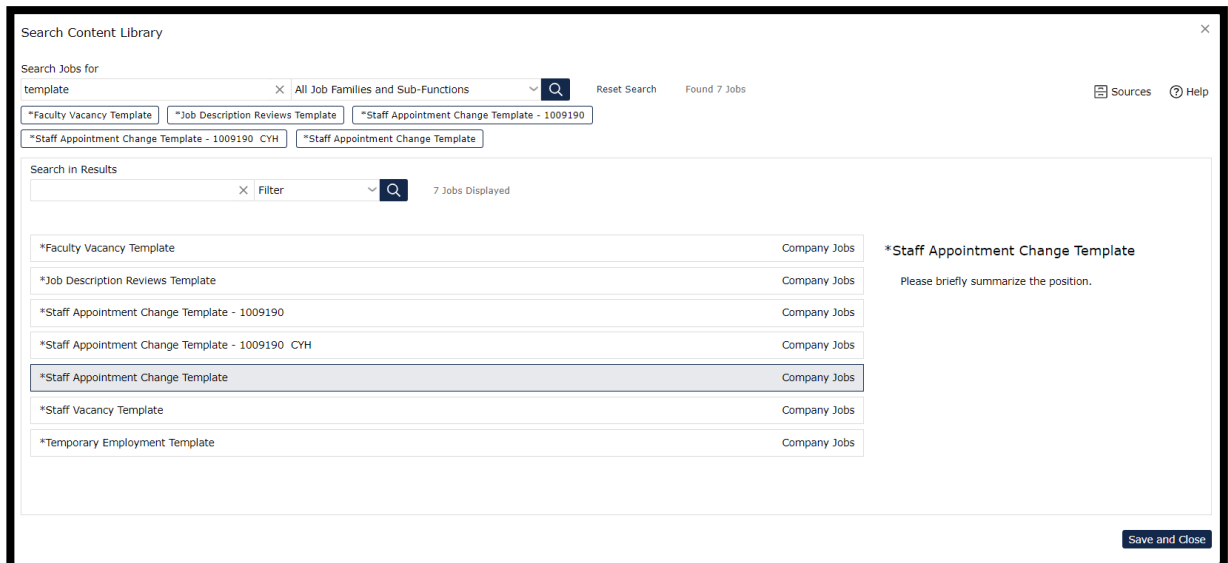 Search Content Library
Search Jobs for
template All Job Families and Sub-Functions Reset Search Found 7 Jobs Sources Help
*Faculty Vacancy Template *Job Description Reviews Template *Staff Appointment Change Template - 1009190
*Staff Appointment Change Template - 1009190 CYH *Staff Appointment Change Template
Search in Results
Filter 7 Jobs Displayed
*Faculty Vacancy Template Company Jobs
*Job Description Reviews Template Company Jobs
*Staff Appointment Change Template - 1009190 Company Jobs
*Staff Appointment Change Template - 1009190 CYH Company Jobs
*Staff Appointment Change Template Company Jobs
*Staff Vacancy Template Company Jobs
*Temporary Employment Template Company Jobs
*Staff Appointment Change Template
Please briefly summarize the position.
Save and Close